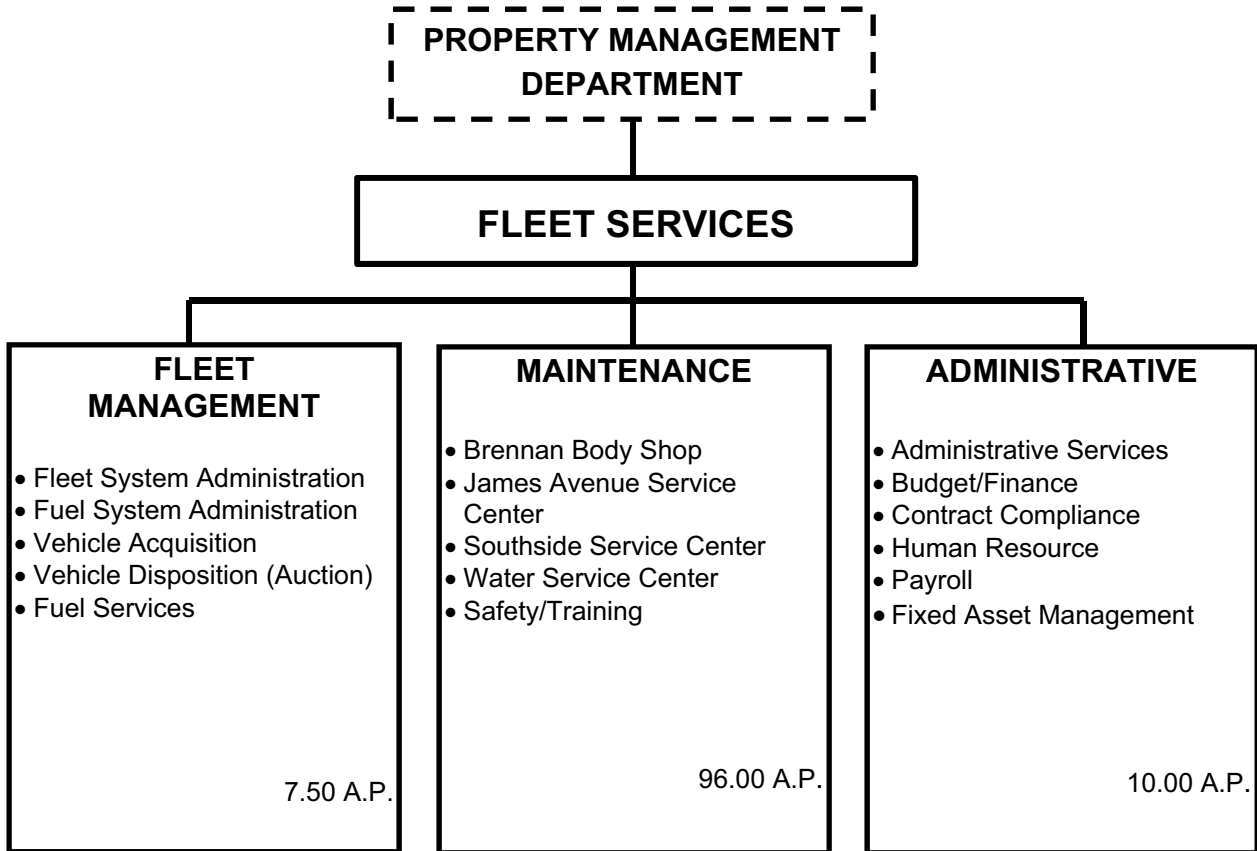 PROPERTY MANAGEMENT
DEPARTMENT
FLEET SERVICES
FLEET
MANAGEMENT
• Fleet System Administration
• Fuel System Administration
• Vehicle Acquisition
• Vehicle Disposition (Auction)
• Fuel Services
7.50 A.P.
MAINTENANCE
• Brennan Body Shop
• James Avenue Service
Center
• Southside Service Center
• Water Service Center
• Safety/Training
96.00 A.P.
ADMINISTRATIVE
• Administrative Services
• Budget/Finance
• Contract Compliance
• Human Resource
• Payroll
• Fixed Asset Management
10.00 A.P.